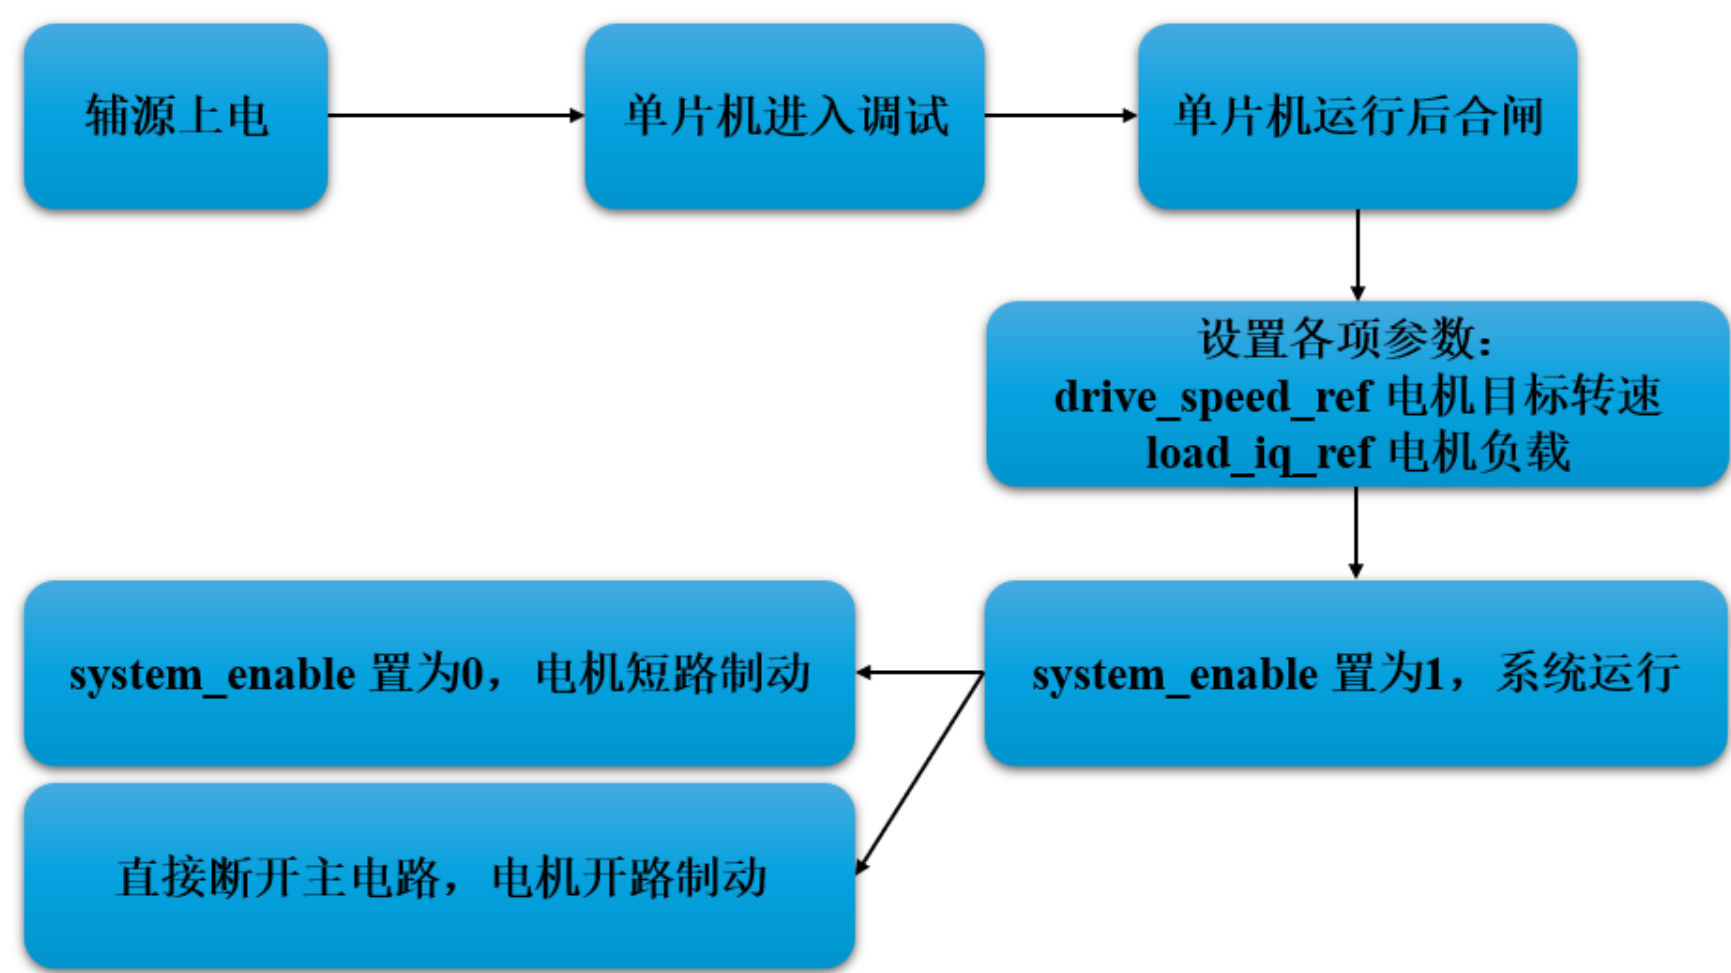 辅源上电
单片机进入调试
单片机运行后合闸
设置各项参数：
drive_speed_ref 电机目标转速
load_iq_ref 电机负载
system_enable 置为1，系统运行
system_enable 置为0，电机短路制动
直接断开主电路，电机开路制动